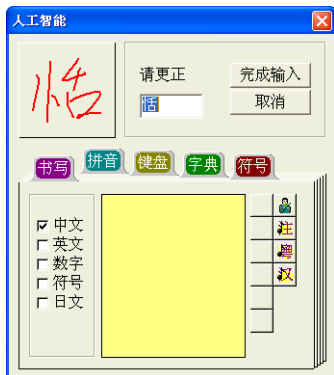 人工智能
恬
请更正
完成输入
恬
取消
书写
拼音
键盘
字典
符号
中文
英文
数字
符号
日文
注
粤
汉